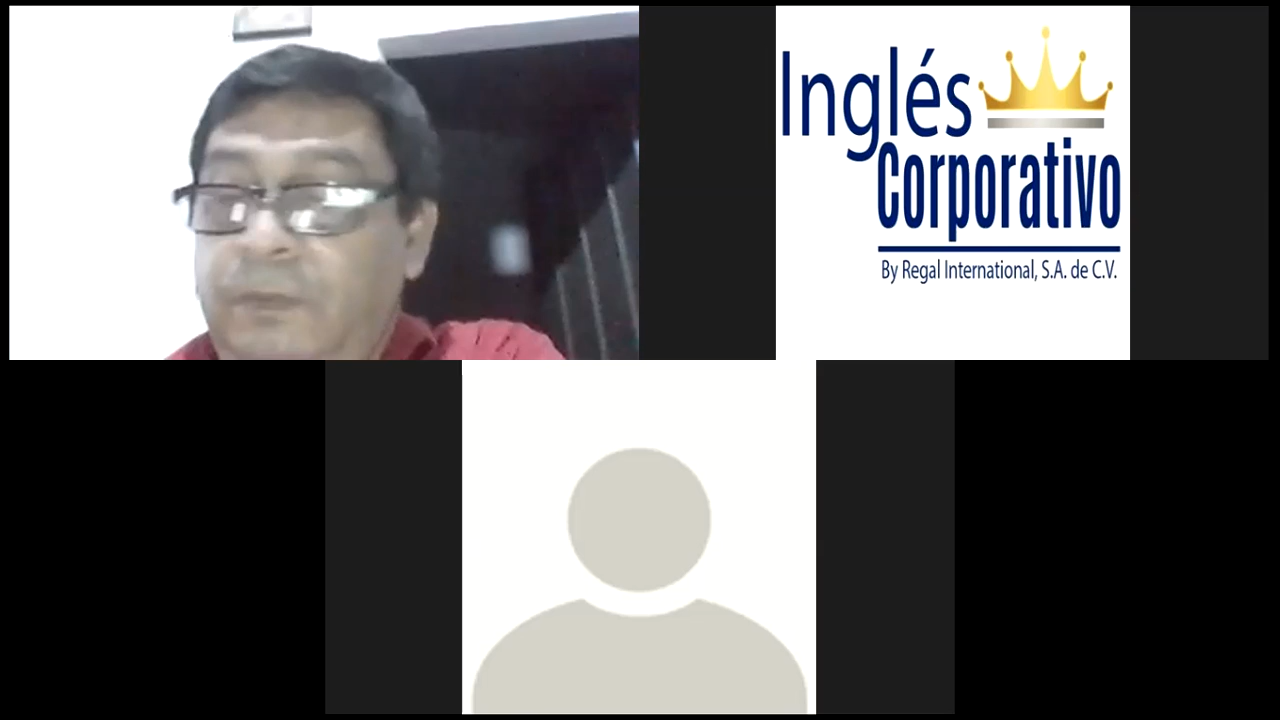 Inglés
Corporativo
By Regal International, S.A. de C.V.